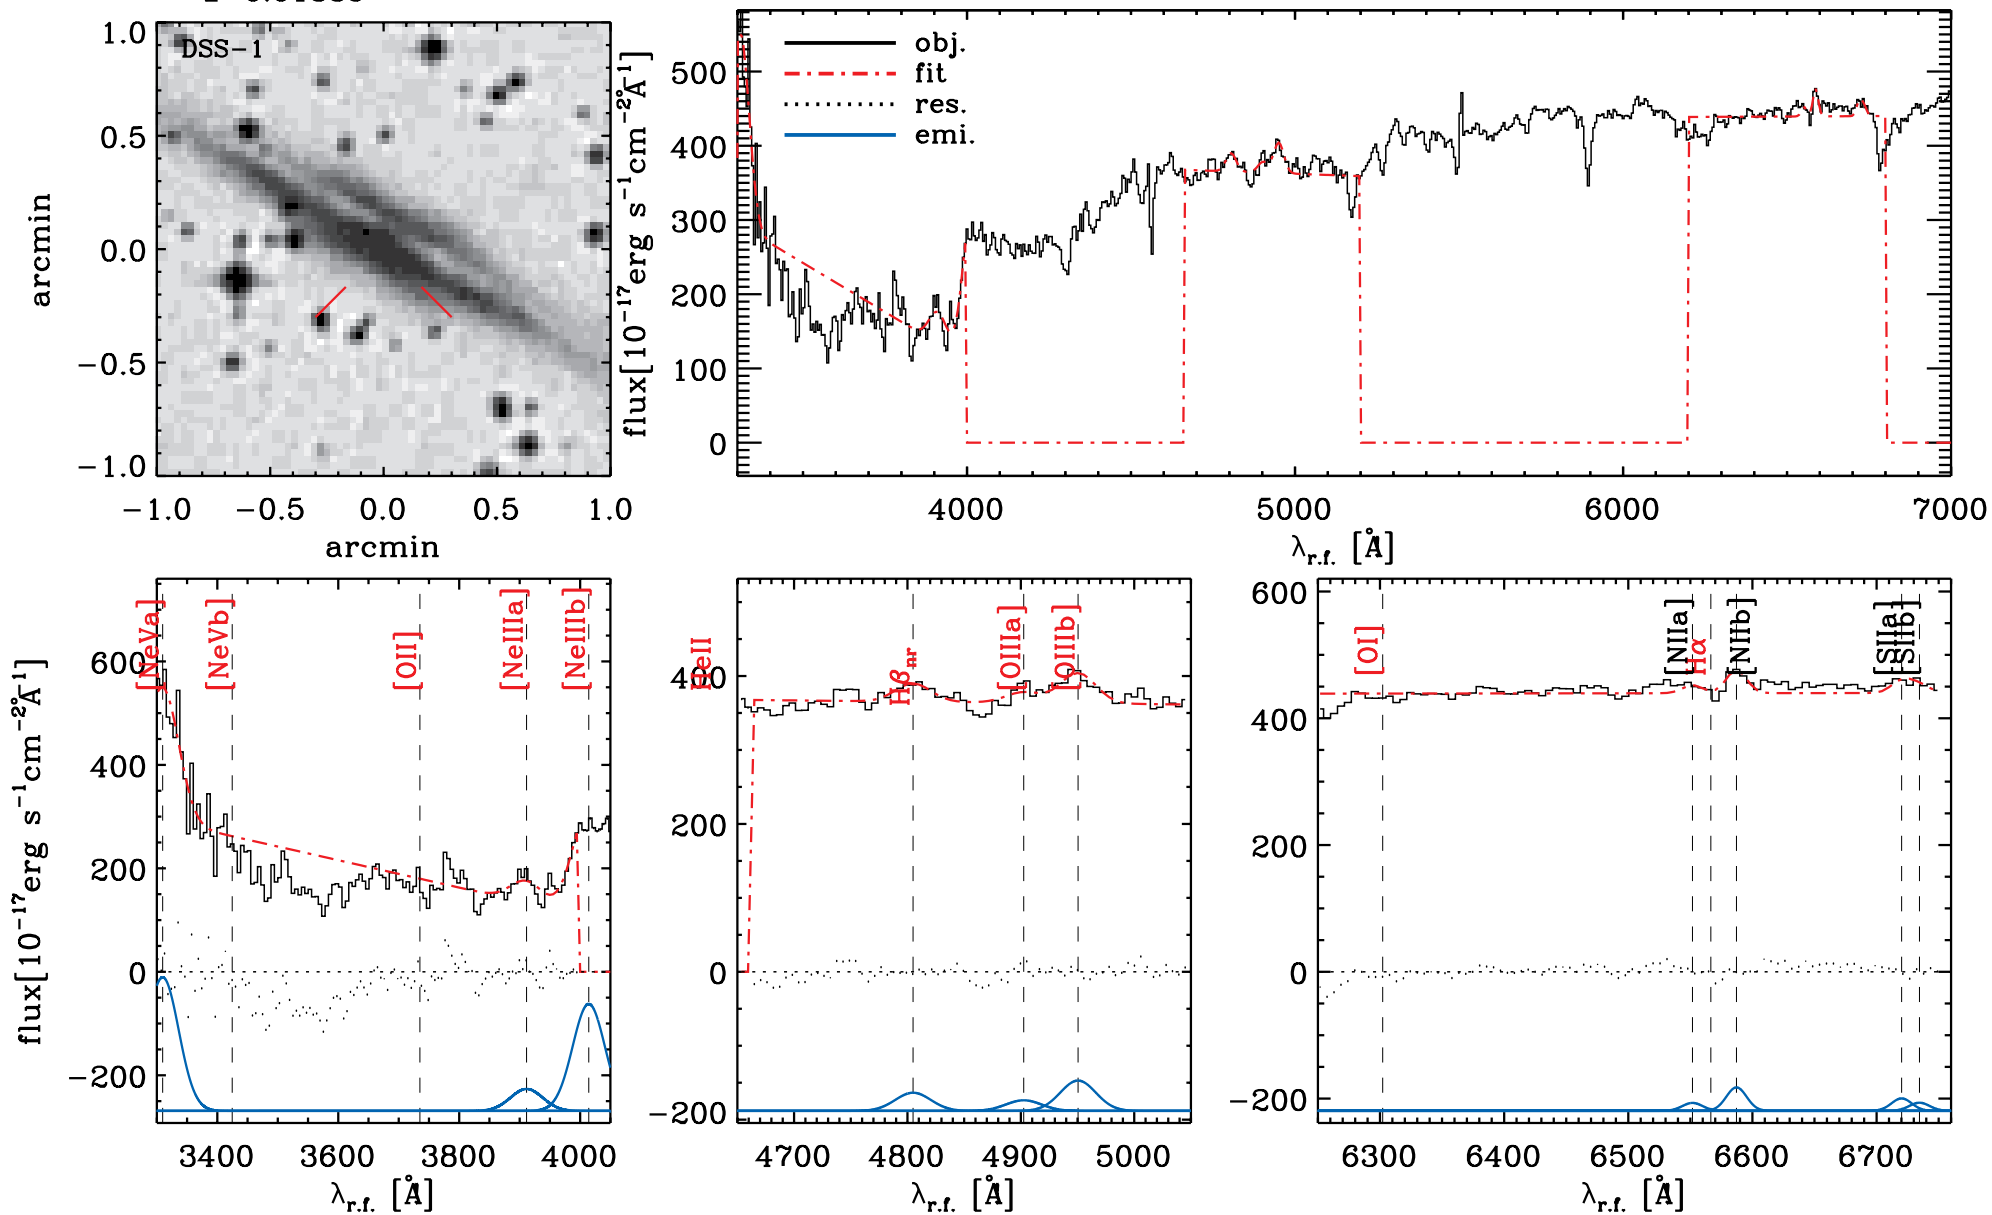 DSS-1
1.0
0.5
0.0
-0.5
-1.0
arcmin
-1.0 -0.5 0.0 0.5 1.0
arcmin
obj.
fit
res.
emi.
500
400
300
200
100
0
flux[10⁻¹⁷erg s⁻¹cm⁻²Å⁻¹]
4000 5000 6000 7000
λr.f. [Å]
[NeVa]
[NeVb]
[OII]
[NeIIIa]
[NeIIIb]
600
400
200
0
-200
flux[10⁻¹⁷erg s⁻¹cm⁻²Å⁻¹]
3400 3600 3800 4000
λr.f. [Å]
HeII
Hβnr
[OIIIa]
[OIIIb]
400
200
0
-200
4700 4800 4900 5000
λr.f. [Å]
[OI]
[NIIa]
Hα
[NIIb]
[SIIa]
[SIIb]
600
400
200
0
-200
6300 6400 6500 6600 6700
λr.f. [Å]